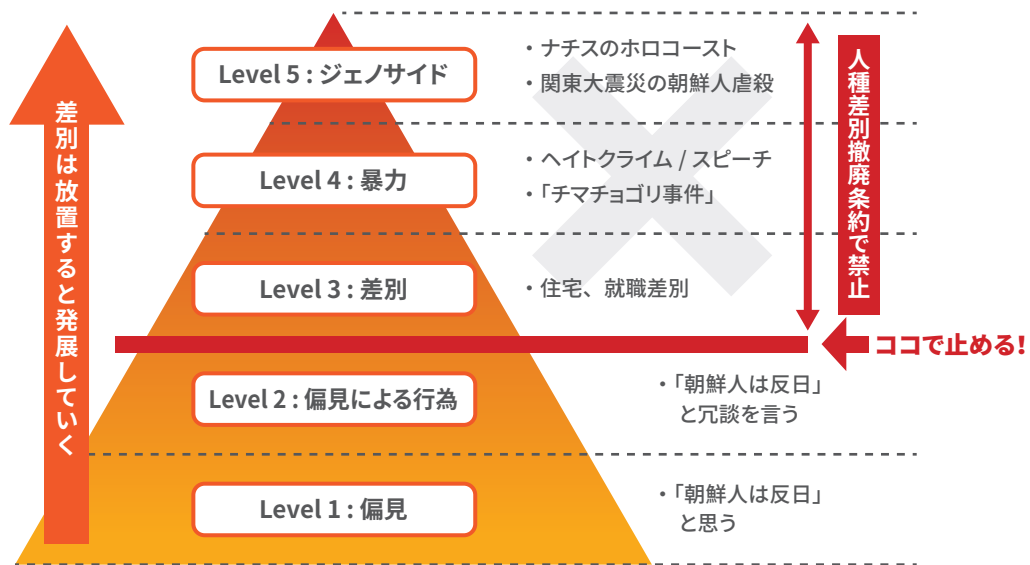 差別は放置すると発展していく
Level 5 : ジェノサイド
・ナチスのホロコースト
・関東大震災の朝鮮人虐殺
Level 4 : 暴力
・ヘイトクライム / スピーチ
・「チマチョゴリ事件」
Level 3 : 差別
・住宅、就職差別
人種差別撤廃条約で禁止
ココで止める!
Level 2 : 偏見による行為
・「朝鮮人は反日」
と冗談を言う
Level 1 : 偏見
・「朝鮮人は反日」
と思う